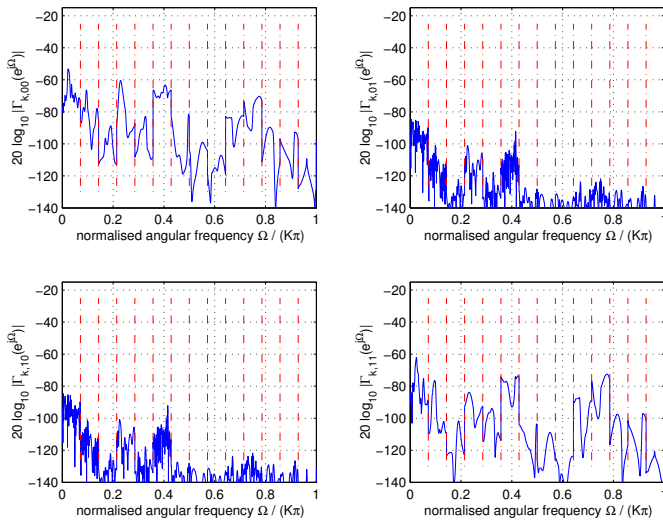 −20
−40
−60
−80
−100
−120
−140
0 0.2 0.4 0.6 0.8 1
normalised angular frequency Ω / (Kπ)
20 log10 |Γk,00(e^jΩ)|
−20
−40
−60
−80
−100
−120
−140
0 0.2 0.4 0.6 0.8 1
normalised angular frequency Ω / (Kπ)
20 log10 |Γk,01(e^jΩ)|
−20
−40
−60
−80
−100
−120
−140
0 0.2 0.4 0.6 0.8 1
normalised angular frequency Ω / (Kπ)
20 log10 |Γk,10(e^jΩ)|
−20
−40
−60
−80
−100
−120
−140
0 0.2 0.4 0.6 0.8 1
normalised angular frequency Ω / (Kπ)
20 log10 |Γk,11(e^jΩ)|